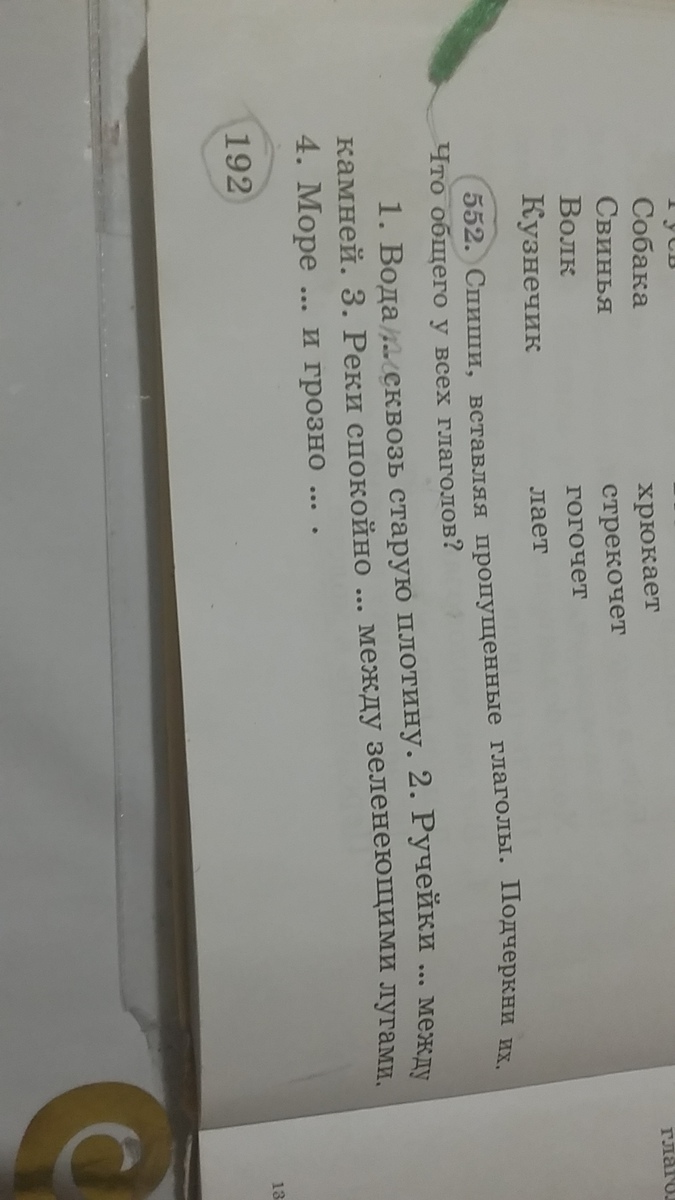 Собака хрюкает
Свинья стрекочет
Волк гогочет
Кузнечик лает
552. Спиши, вставляя пропущенные глаголы. Подчеркни их.
Что общего у всех глаголов?
1. Вода ... сквозь старую плотину. 2. Ручейки ... между
камней. 3. Реки спокойно ... между зеленеющими лугами.
4. Море ... и грозно ... .
192
13